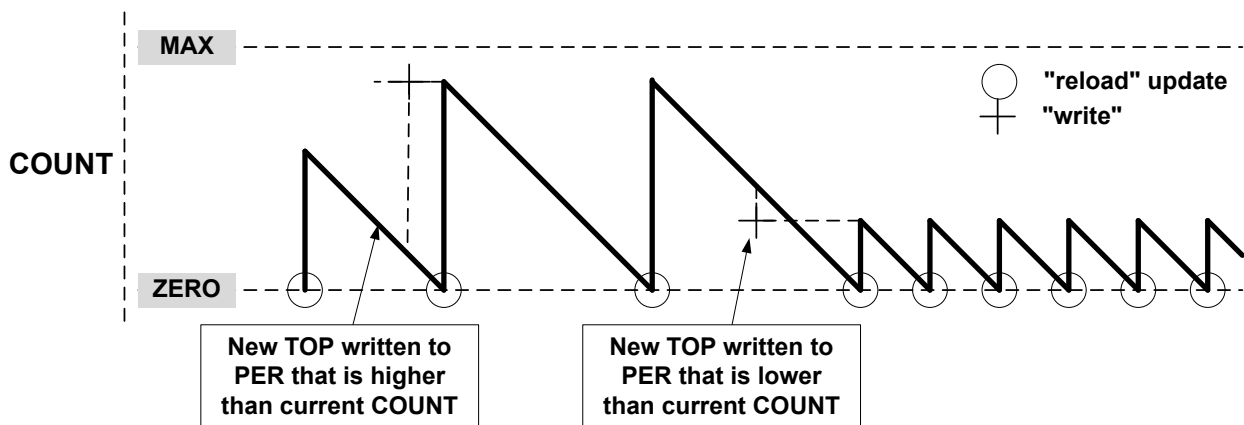 MAX
"reload" update
"write"
COUNT
ZERO
New TOP written to
PER that is higher
than current COUNT
New TOP written to
PER that is lower
than current COUNT